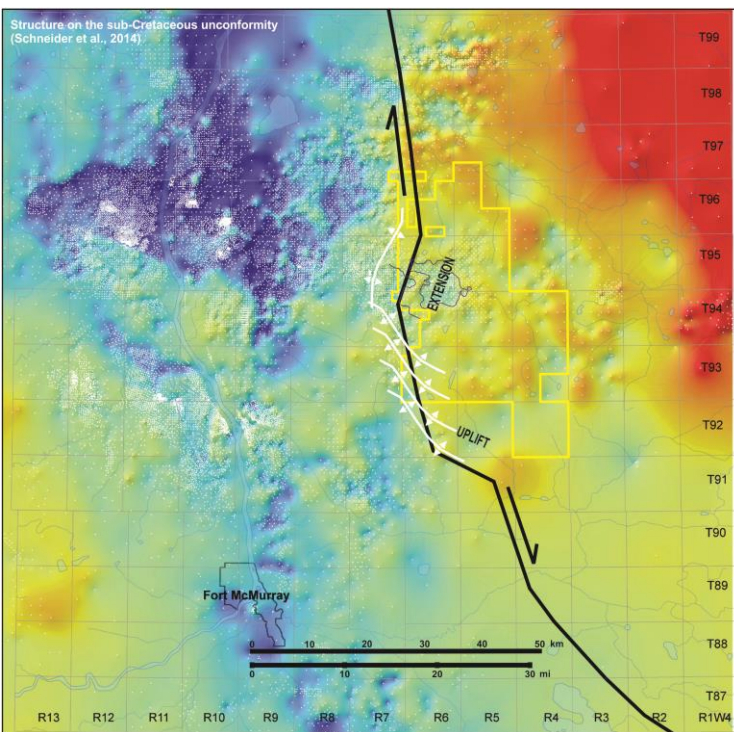 Structure on the sub-Cretaceous unconformity
(Schneider et al., 2014)
T99
T98
T97
T96
T95
T94
T93
T92
T91
T90
T89
T88
T87
EXTENSION
UPLIFT
Fort McMurray
0 10 20 30 40 50 km
0 10 20 30 mi
R13 R12 R11 R10 R9 R8 R7 R6 R5 R4 R3 R2 R1W4